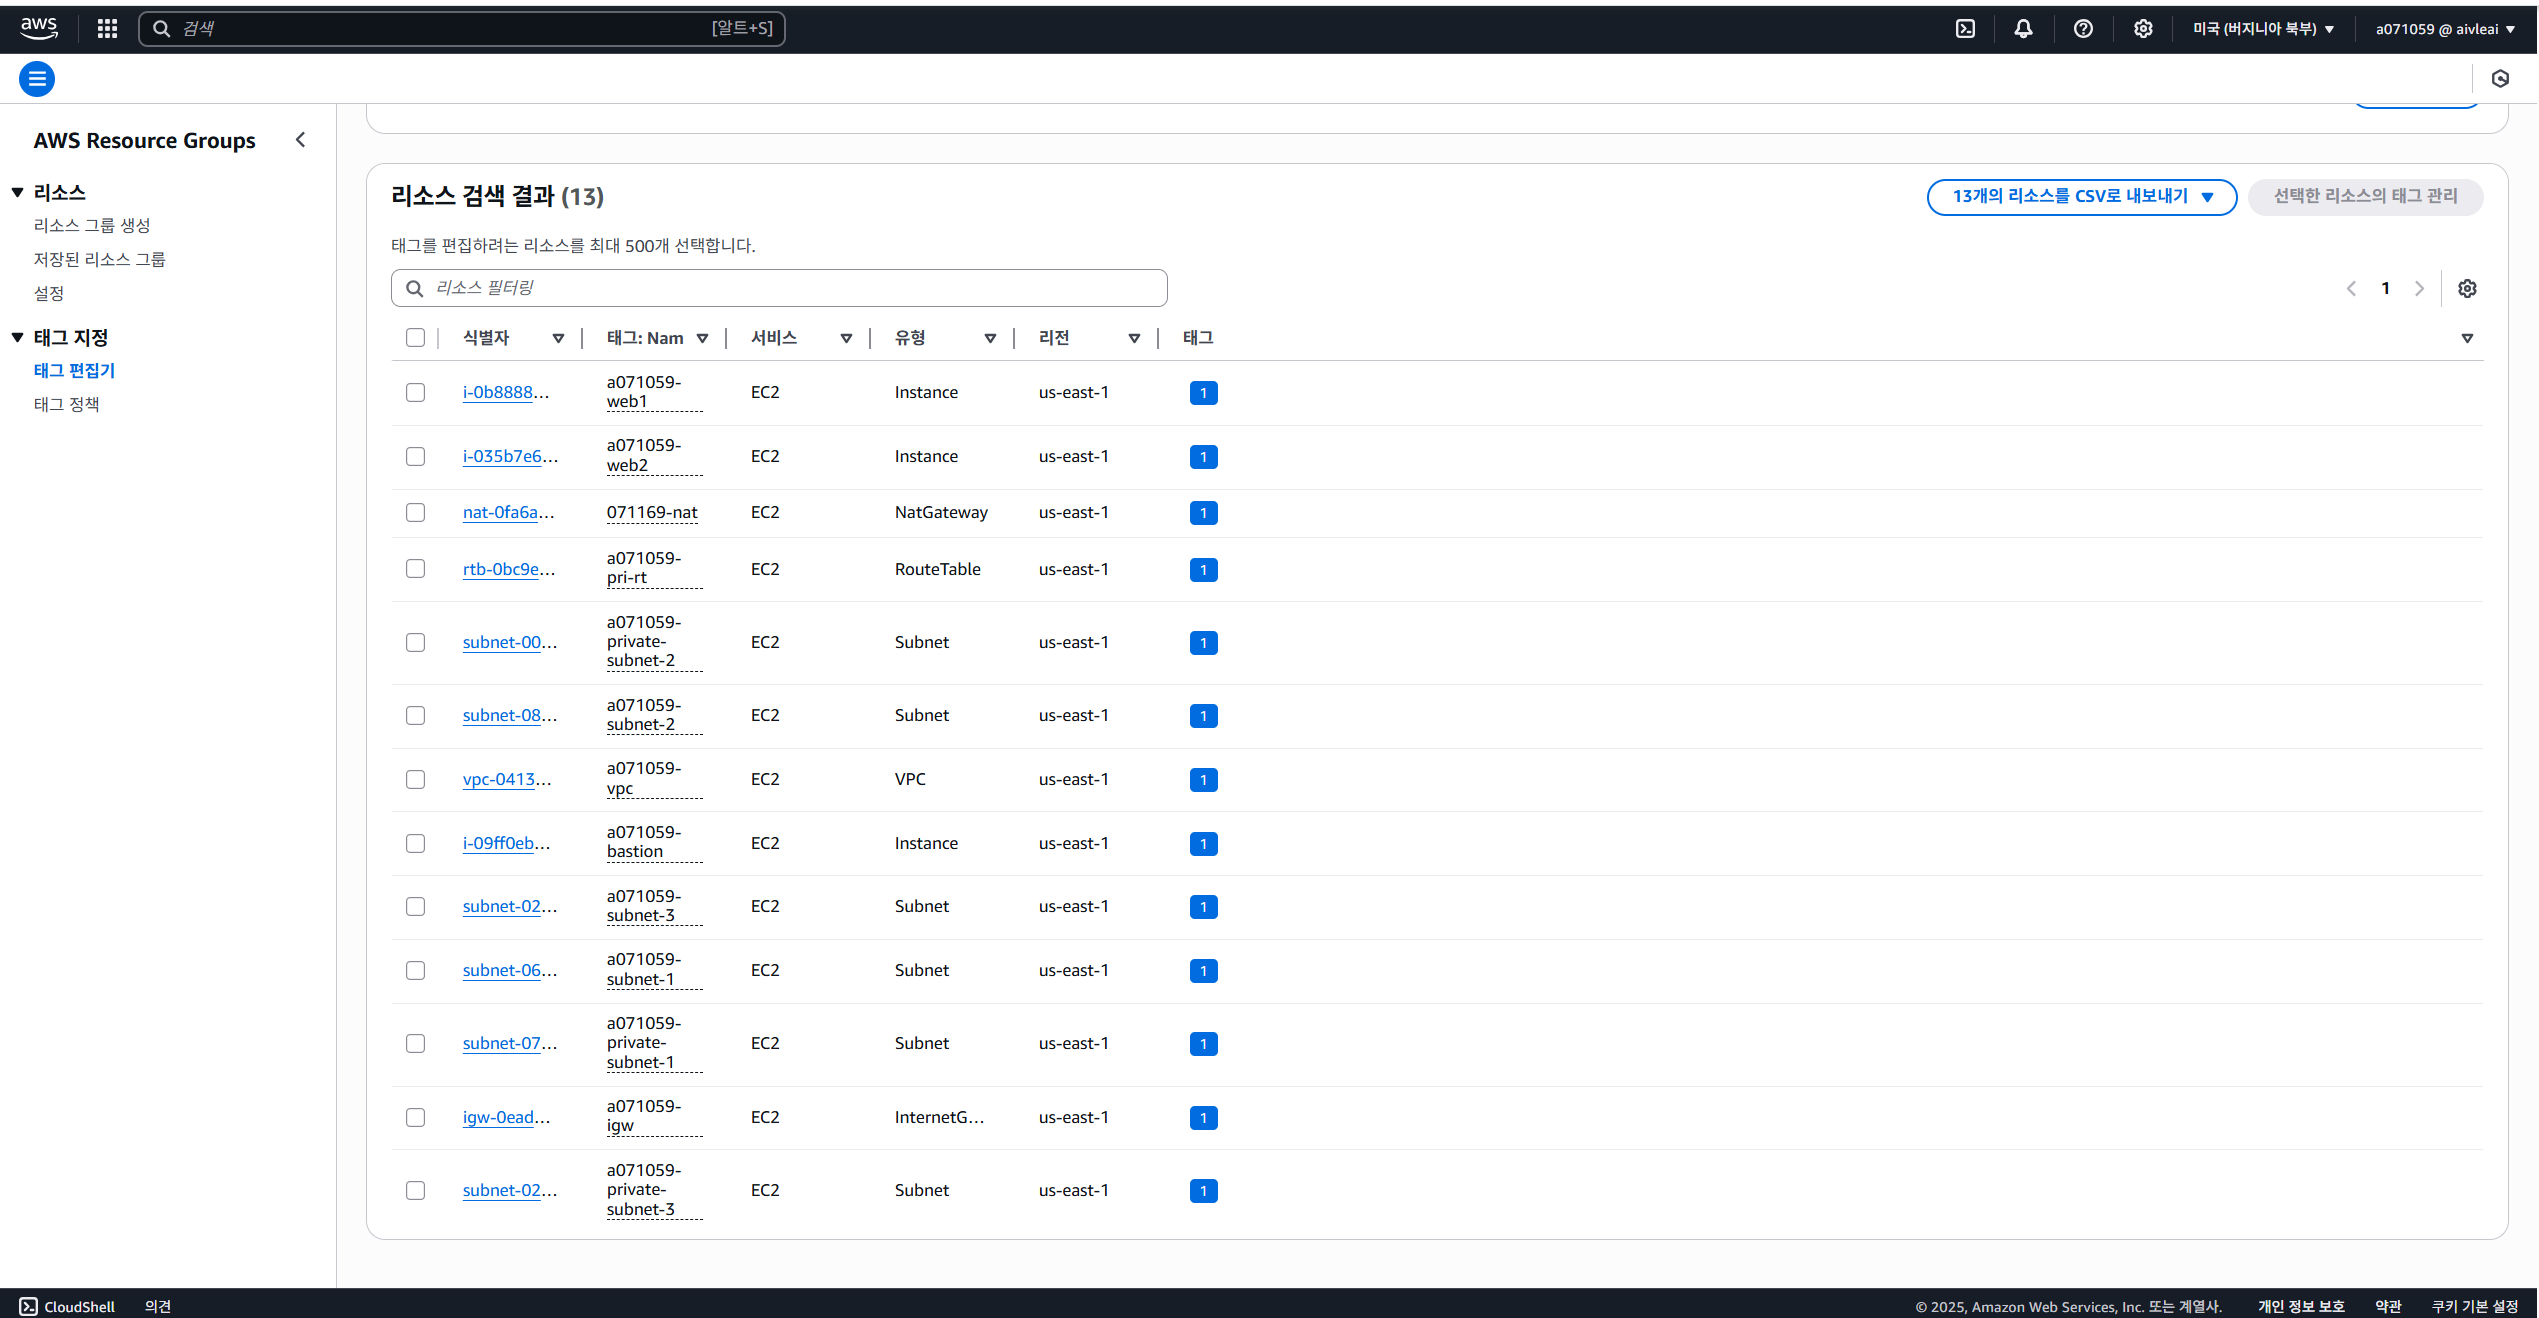 aws
검색
[알트+S]
미국 (버지니아 북부)
a071059 @ aivleai
AWS Resource Groups
리소스
리소스 그룹 생성
저장된 리소스 그룹
설정
태그 지정
태그 편집기
태그 정책
리소스 검색 결과 (13)
13개의 리소스를 CSV로 내보내기
선택한 리소스의 태그 관리
태그를 편집하려는 리소스를 최대 500개 선택합니다.
리소스 필터링
1
식별자 태그: Nam 서비스 유형 리전 태그
i-0b8888... a071059-web1 EC2 Instance us-east-1 1
i-035b7e6... a071059-web2 EC2 Instance us-east-1 1
nat-0fa6a... 071169-nat EC2 NatGateway us-east-1 1
rtb-0bc9e... a071059-pri-rt EC2 RouteTable us-east-1 1
subnet-00... a071059-private-subnet-2 EC2 Subnet us-east-1 1
subnet-08... a071059-subnet-2 EC2 Subnet us-east-1 1
vpc-0413... a071059-vpc EC2 VPC us-east-1 1
i-09ff0eb... a071059-bastion EC2 Instance us-east-1 1
subnet-02... a071059-subnet-3 EC2 Subnet us-east-1 1
subnet-06... a071059-subnet-1 EC2 Subnet us-east-1 1
subnet-07... a071059-private-subnet-1 EC2 Subnet us-east-1 1
igw-0ead... a071059-igw EC2 InternetG... us-east-1 1
subnet-02... a071059-private-subnet-3 EC2 Subnet us-east-1 1
CloudShell
의견
© 2025, Amazon Web Services, Inc. 또는 계열사.
개인 정보 보호
약관
쿠키 기본 설정